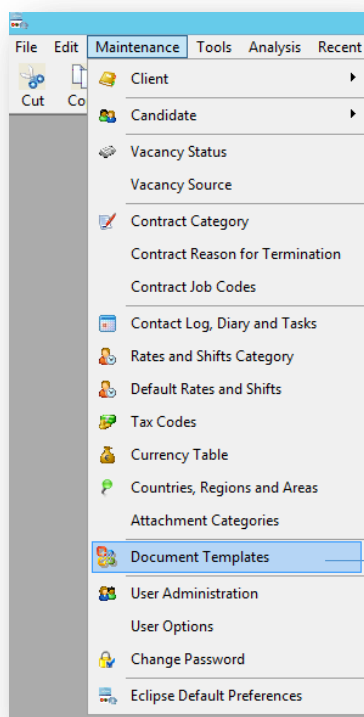 File Edit Maintenance Tools Analysis Recent
Cut Co
Client
Candidate
Vacancy Status
Vacancy Source
Contract Category
Contract Reason for Termination
Contract Job Codes
Contact Log, Diary and Tasks
Rates and Shifts Category
Default Rates and Shifts
Tax Codes
Currency Table
Countries, Regions and Areas
Attachment Categories
Document Templates
User Administration
User Options
Change Password
Eclipse Default Preferences